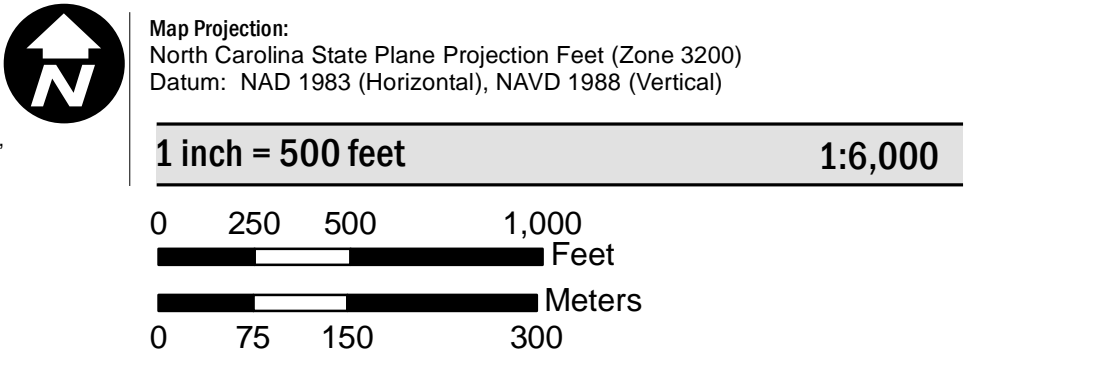 N
Map Projection:
North Carolina State Plane Projection Feet (Zone 3200)
Datum: NAD 1983 (Horizontal), NAVD 1988 (Vertical)
,
1 inch = 500 feet 1:6,000
0 250 500 1,000
Feet
Meters
0 75 150 300